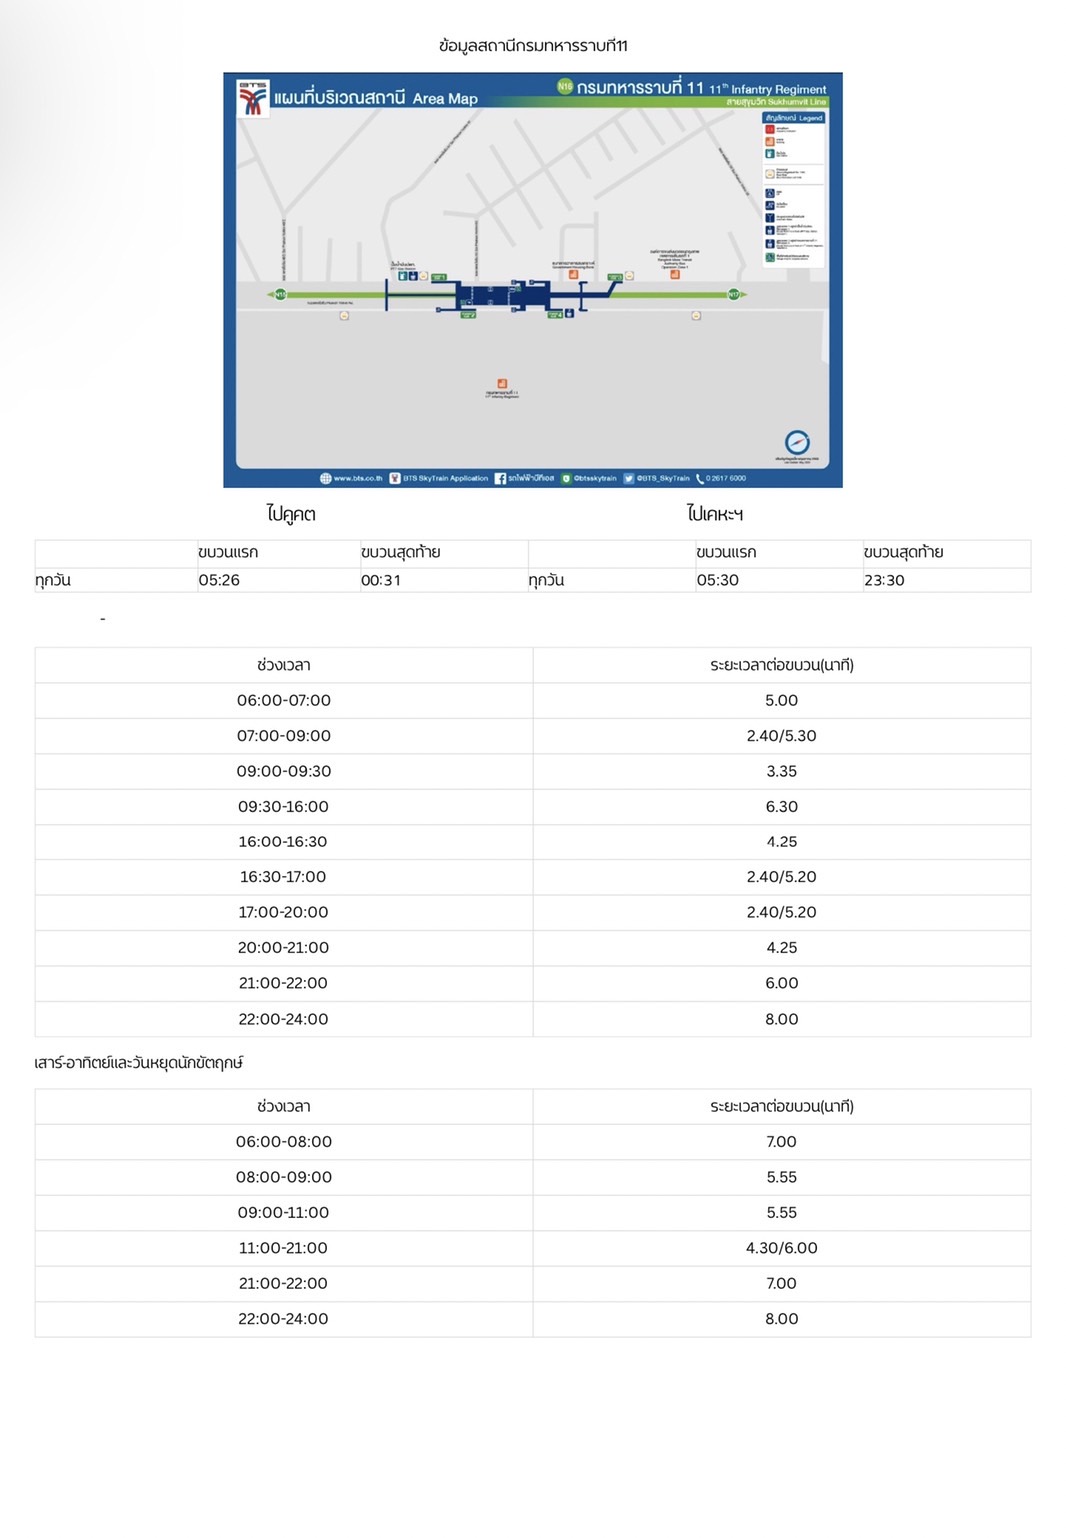 ข้อมูลสถานีกรมทหารราบที่11
BTS
แผนที่บริเวณสถานี Area Map
N16 กรมทหารราบที่ 11 11th Infantry Regiment
สายสุขุมวิท Sukhumvit Line
สัญลักษณ์ Legend
N15
N17
กรมทหารราบที่ 11
11th Infantry Regiment
www.bts.co.th BTS SkyTrain Application รถไฟฟ้าบีทีเอส @btsskytrain @BTS_SkyTrain 0 2617 6000
ไปคูคต ไปเคหะฯ
ขบวนแรก ขบวนสุดท้าย ขบวนแรก ขบวนสุดท้าย
ทุกวัน 05:26 00:31 ทุกวัน 05:30 23:30
-
ช่วงเวลา ระยะเวลาต่อขบวน(นาที)
06:00-07:00 5.00
07:00-09:00 2.40/5.30
09:00-09:30 3.35
09:30-16:00 6.30
16:00-16:30 4.25
16:30-17:00 2.40/5.20
17:00-20:00 2.40/5.20
20:00-21:00 4.25
21:00-22:00 6.00
22:00-24:00 8.00
เสาร์-อาทิตย์และวันหยุดนักขัตฤกษ์
ช่วงเวลา ระยะเวลาต่อขบวน(นาที)
06:00-08:00 7.00
08:00-09:00 5.55
09:00-11:00 5.55
11:00-21:00 4.30/6.00
21:00-22:00 7.00
22:00-24:00 8.00